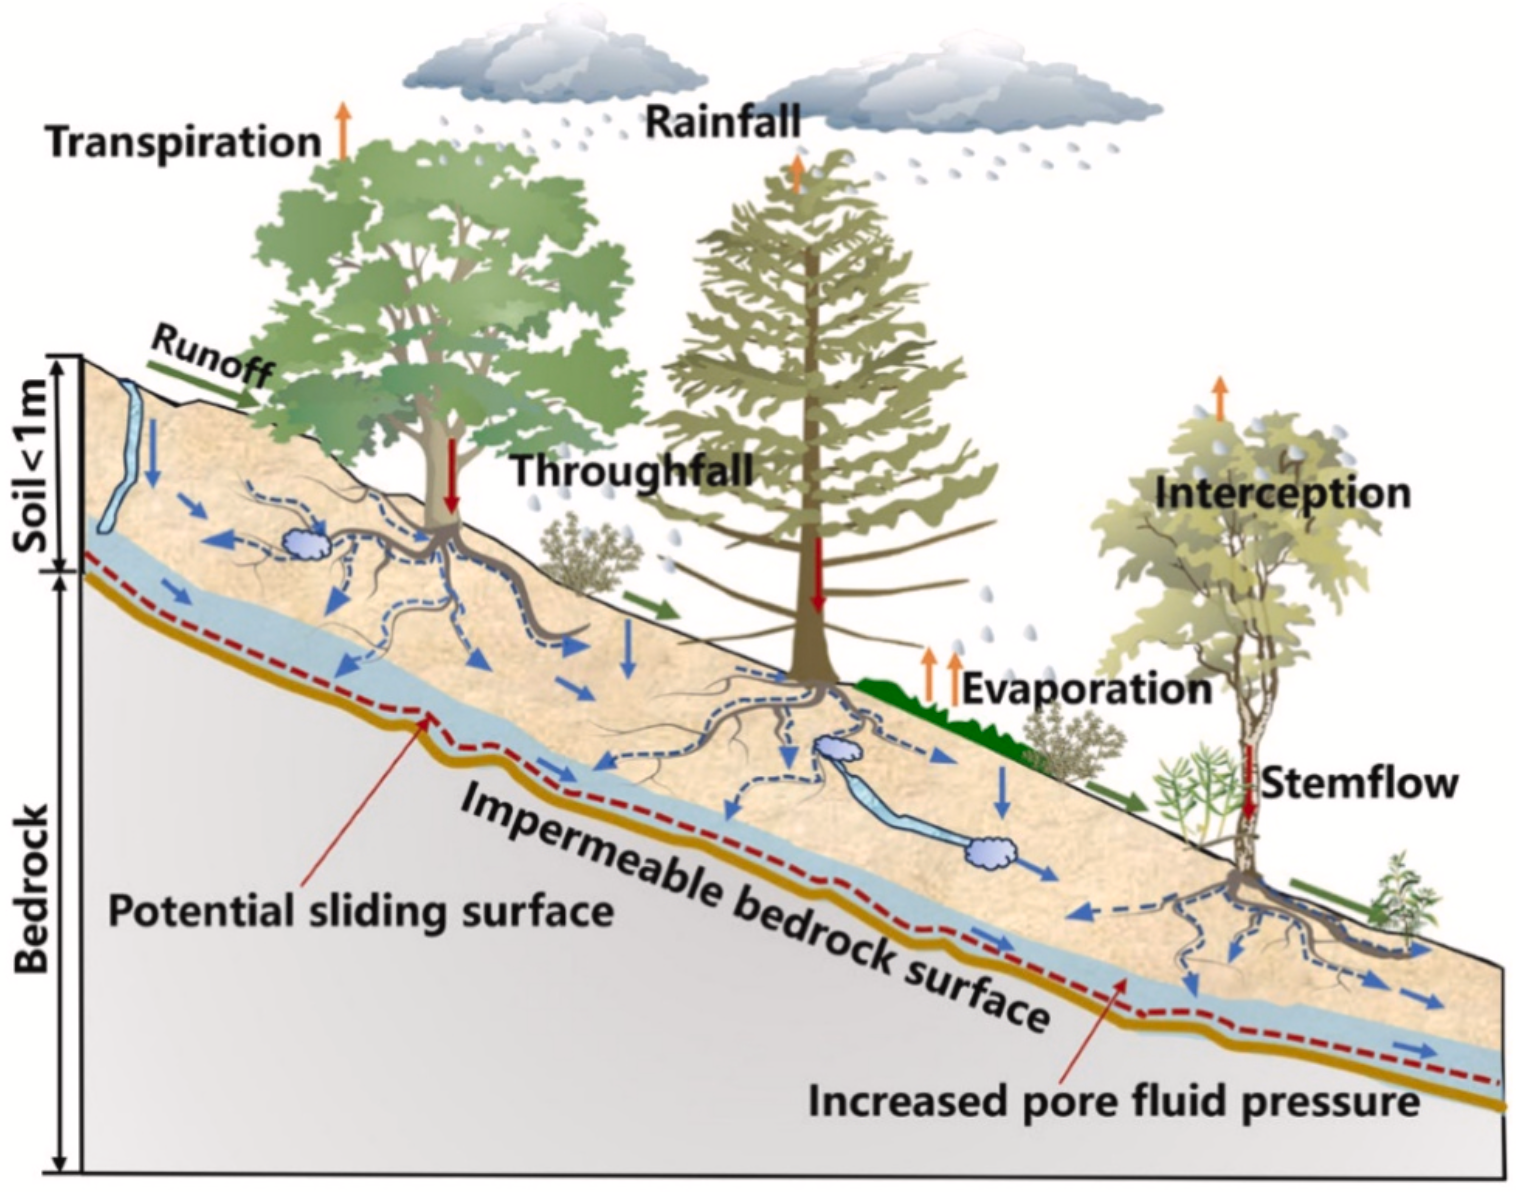 Rainfall
Transpiration
Runoff
Throughfall
Interception
Soil<1m
Evaporation
Stemflow
Impermeable bedrock surface
Potential sliding surface
Bedrock
Increased pore fluid pressure